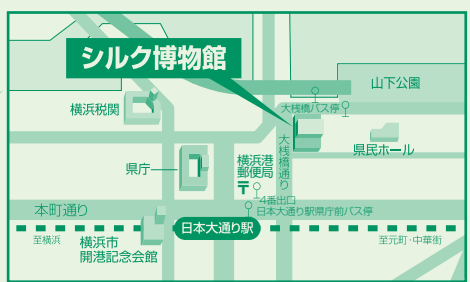 シルク博物館
山下公園
大桟橋バス停
横浜税関
県民ホール
大桟橋通り
横浜港
郵便局
県庁
4番出口
日本大通り駅県庁前バス停
本町通り
日本大通り駅
至横浜
横浜市
開港記念会館
至元町・中華街